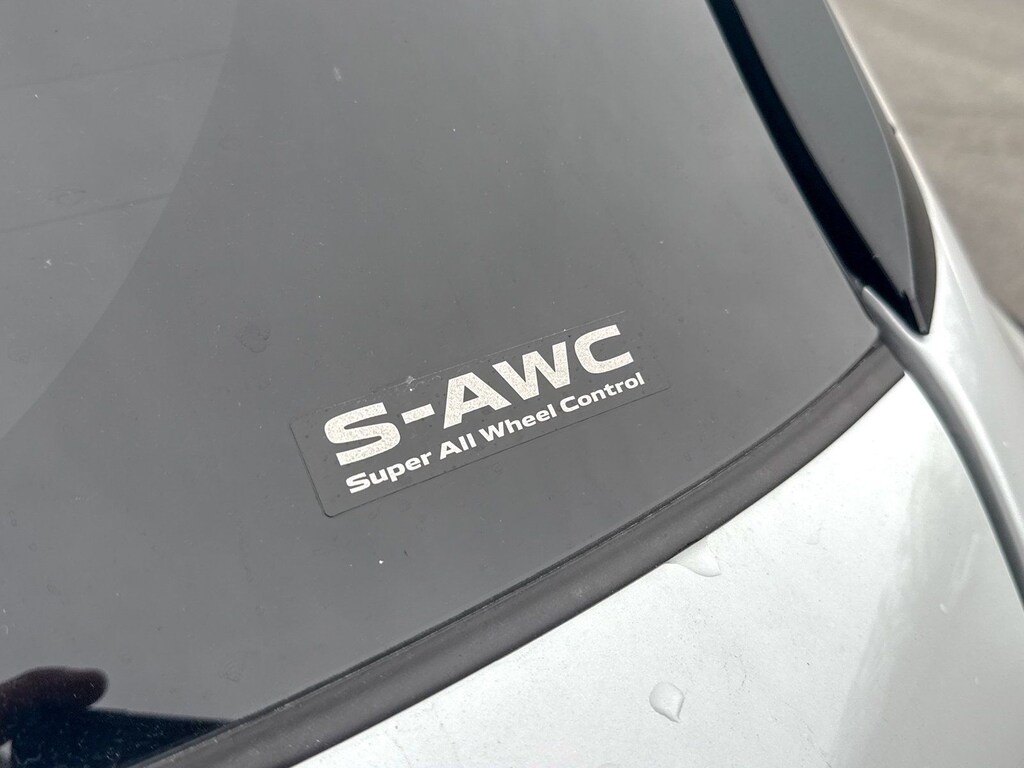 S-AWC
Super All Wheel Control